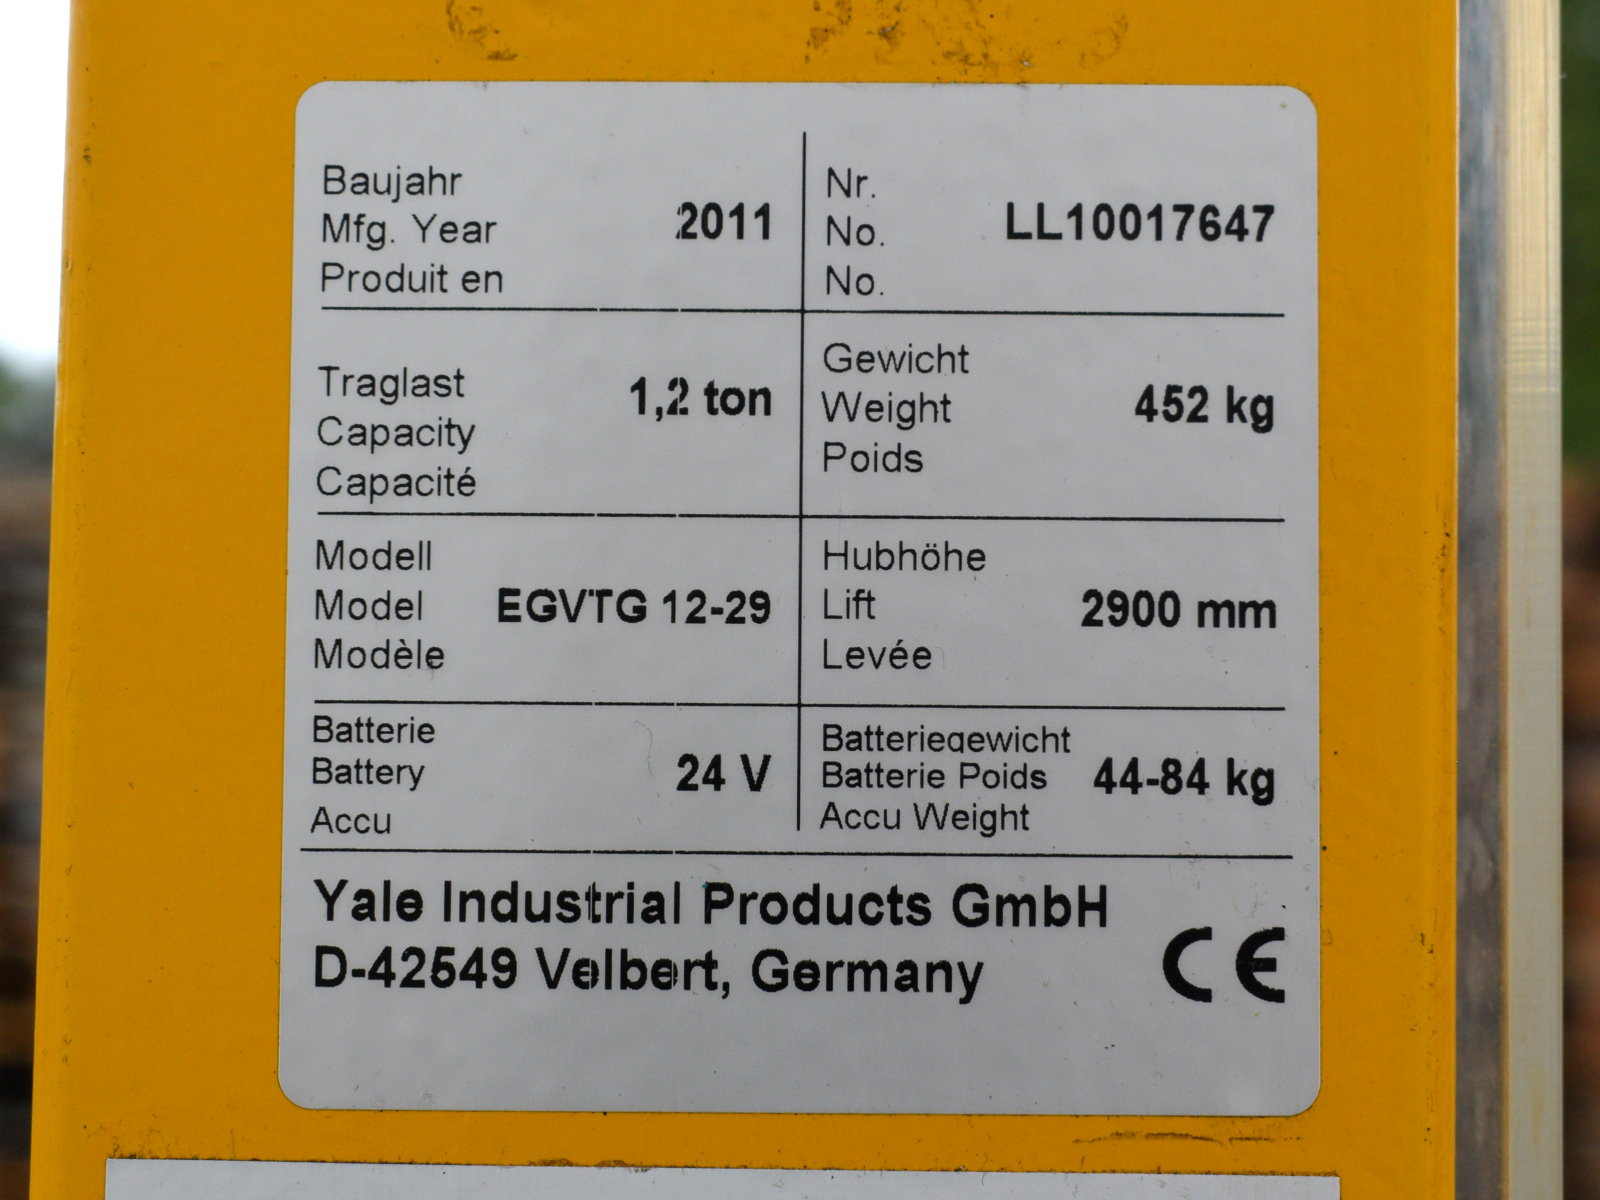 Baujahr
Mfg. Year 2011
Produit en
Nr.
No. LL10017647
No.
Traglast 1,2 ton
Capacity
Capacité
Gewicht
Weight 452 kg
Poids
Modell
Model EGVTG 12-29
Modèle
Hubhöhe
Lift 2900 mm
Levée
Batterie
Battery 24 V
Accu
Batteriegewicht
Batterie Poids 44-84 kg
Accu Weight
Yale Industrial Products GmbH
D-42549 Velbert, Germany
CE